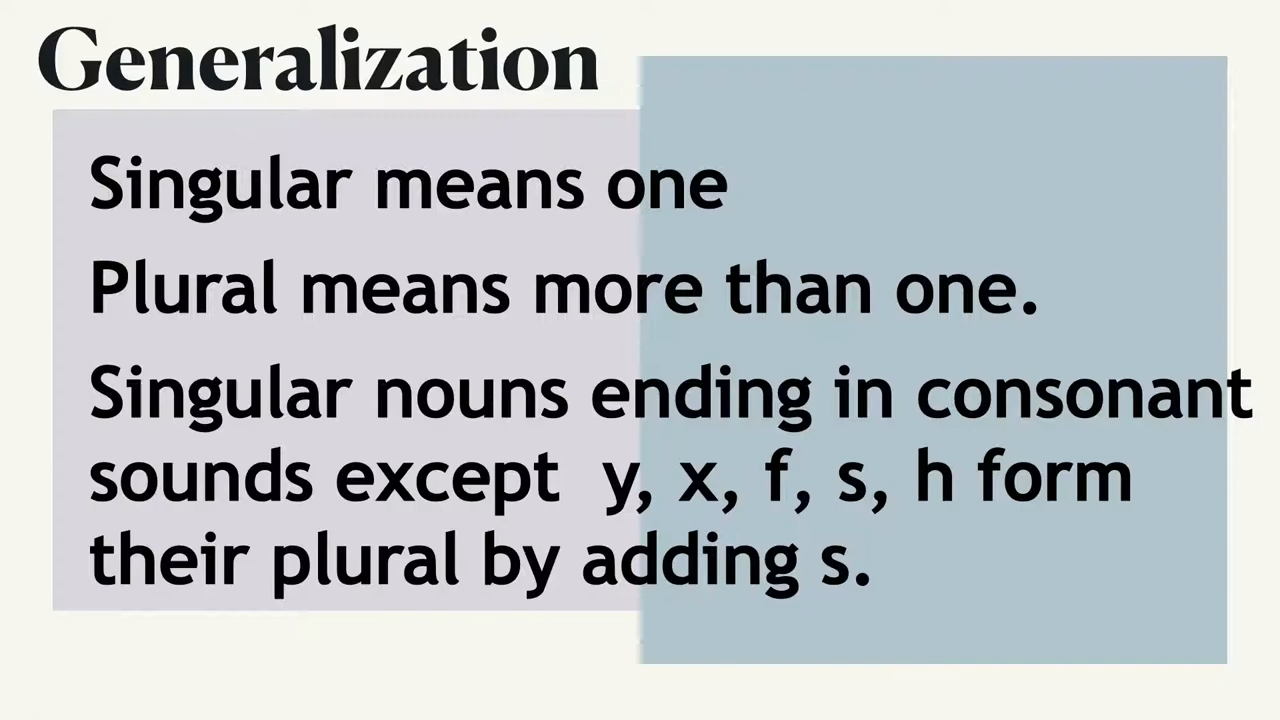 Generalization
Singular means one
Plural means more than one.
Singular nouns ending in consonant
sounds except y, x, f, s, h form
their plural by adding s.